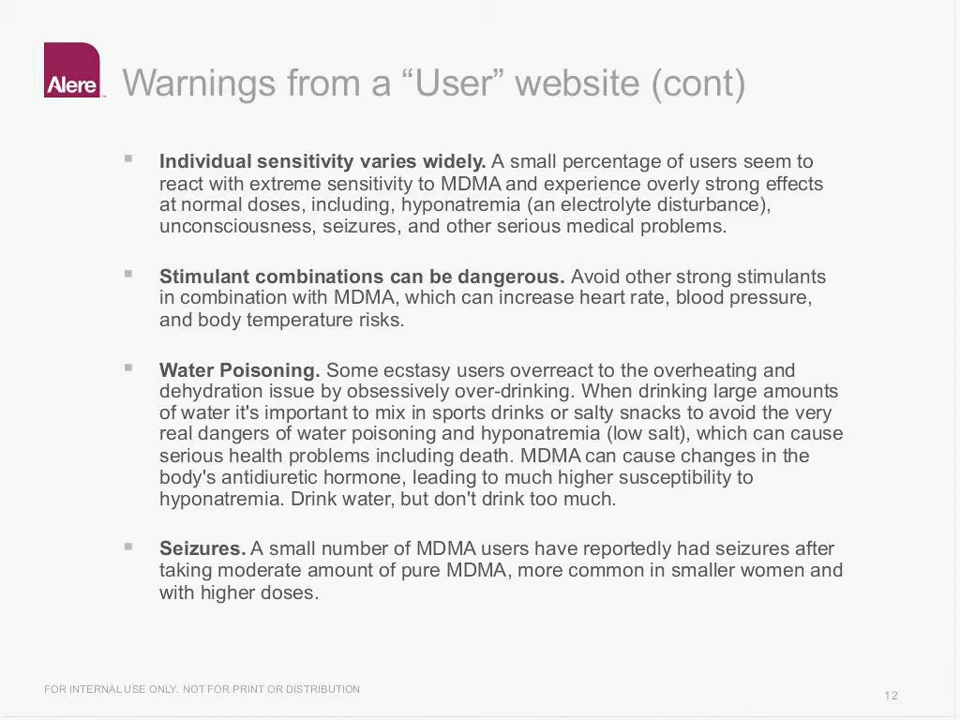 Alere
Warnings from a “User” website (cont)
▪ Individual sensitivity varies widely. A small percentage of users seem to
react with extreme sensitivity to MDMA and experience overly strong effects
at normal doses, including, hyponatremia (an electrolyte disturbance),
unconsciousness, seizures, and other serious medical problems.
▪ Stimulant combinations can be dangerous. Avoid other strong stimulants
in combination with MDMA, which can increase heart rate, blood pressure,
and body temperature risks.
▪ Water Poisoning. Some ecstasy users overreact to the overheating and
dehydration issue by obsessively over-drinking. When drinking large amounts
of water it's important to mix in sports drinks or salty snacks to avoid the very
real dangers of water poisoning and hyponatremia (low salt), which can cause
serious health problems including death. MDMA can cause changes in the
body's antidiuretic hormone, leading to much higher susceptibility to
hyponatremia. Drink water, but don't drink too much.
▪ Seizures. A small number of MDMA users have reportedly had seizures after
taking moderate amount of pure MDMA, more common in smaller women and
with higher doses.
FOR INTERNAL USE ONLY. NOT FOR PRINT OR DISTRIBUTION
12